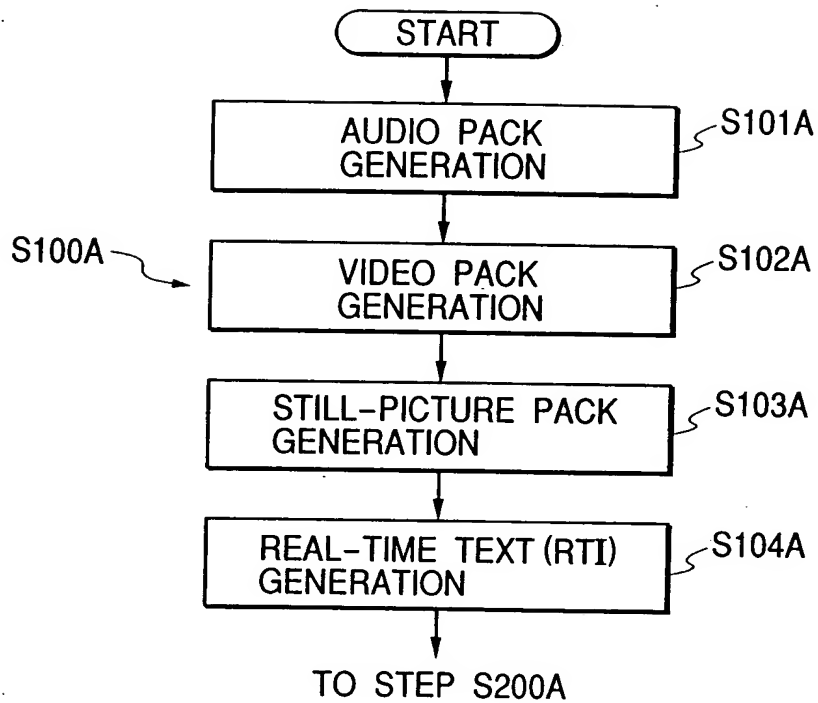 START
AUDIO PACK
GENERATION
S101A
S100A
VIDEO PACK
GENERATION
S102A
STILL-PICTURE PACK
GENERATION
S103A
REAL-TIME TEXT (RTI)
GENERATION
S104A
TO STEP S200A